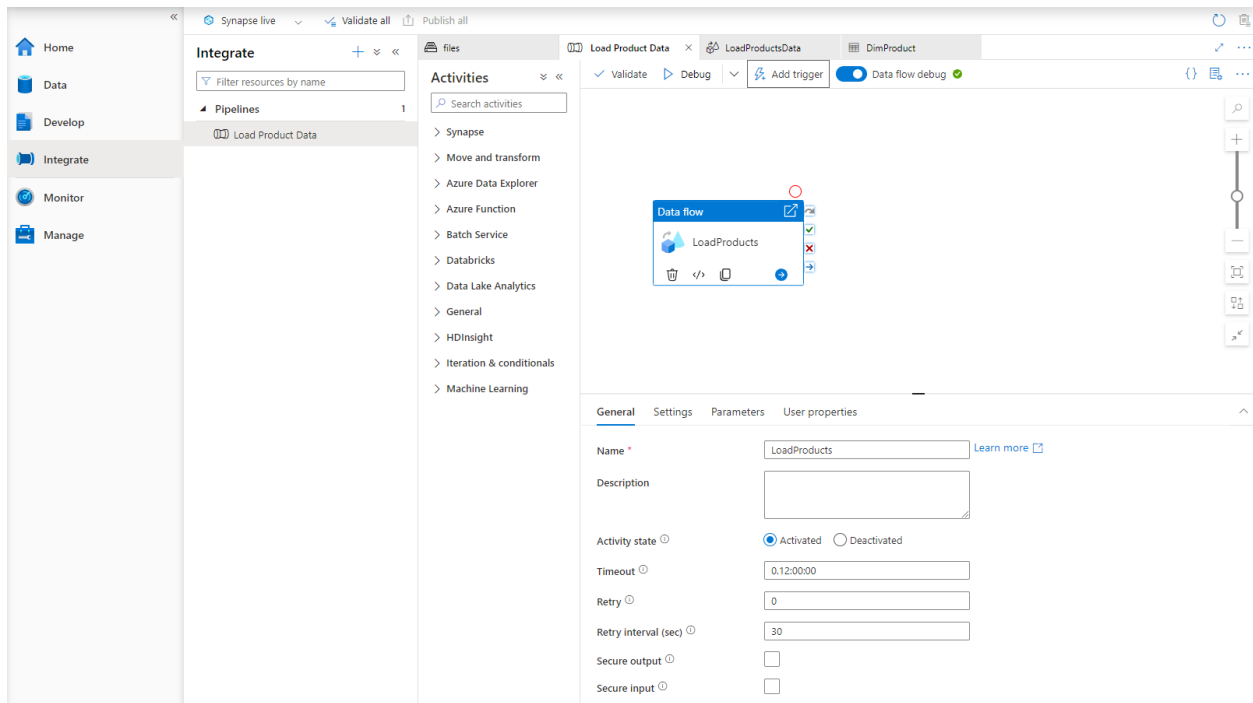 Synapse live
Validate all
Publish all
Home
Data
Develop
Integrate
Monitor
Manage
Integrate
Filter resources by name
Pipelines 1
Load Product Data
files
Load Product Data
LoadProductsData
DimProduct
Activities
Search activities
Synapse
Move and transform
Azure Data Explorer
Azure Function
Batch Service
Databricks
Data Lake Analytics
General
HDInsight
Iteration & conditionals
Machine Learning
Validate
Debug
Add trigger
Data flow debug
Data flow
LoadProducts
General
Settings
Parameters
User properties
Name * LoadProducts Learn more
Description
Activity state Activated Deactivated
Timeout 0.12:00:00
Retry 0
Retry interval (sec) 30
Secure output
Secure input